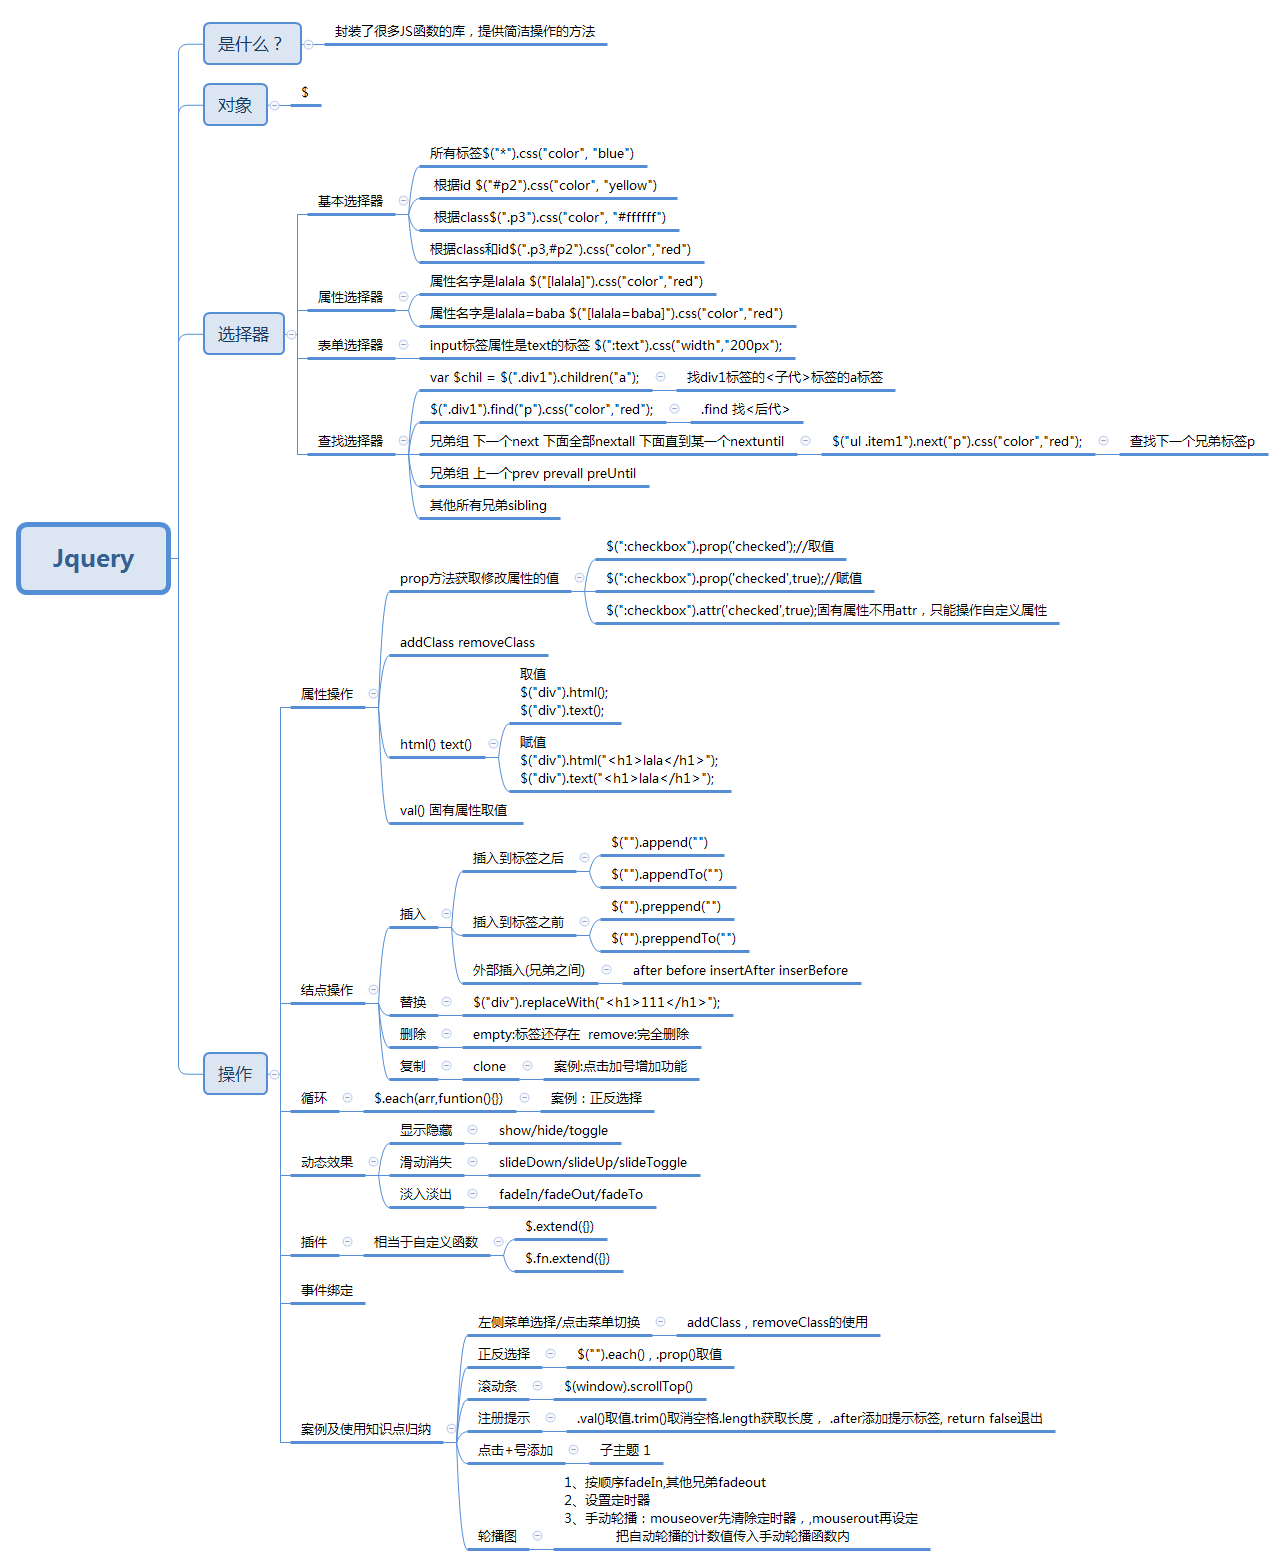 Jquery
是什么？
封装了很多JS函数的库，提供简洁操作的方法
对象
$
选择器
基本选择器
所有标签$("*").css("color", "blue")
根据id $("#p2").css("color", "yellow")
根据class$(".p3").css("color", "#ffffff")
根据class和id$(".p3,#p2").css("color","red")
属性选择器
属性名字是lalala $("[lalala]").css("color","red")
属性名字是lalala=baba $("[lalala=baba]").css("color","red")
表单选择器
input标签属性是text的标签 $(":text").css("width","200px");
查找选择器
var $chil = $(".div1").children("a");
找div1标签的<子代>标签的a标签
$(".div1").find("p").css("color","red");
.find 找<后代>
兄弟组 下一个next 下面全部nextall 下面直到某一个nextuntil
$("ul .item1").next("p").css("color","red");
查找下一个兄弟标签p
兄弟组 上一个prev prevall preUntil
其他所有兄弟sibling
操作
属性操作
prop方法获取修改属性的值
$(":checkbox").prop('checked');//取值
$(":checkbox").prop('checked',true);//赋值
$(":checkbox").attr('checked',true);固有属性不用attr，只能操作自定义属性
addClass removeClass
html() text()
取值
$("div").html();
$("div").text();
赋值
$("div").html("<h1>lala</h1>");
$("div").text("<h1>lala</h1>");
val() 固有属性取值
结点操作
插入
插入到标签之后
$("").append("")
$("").appendTo("")
插入到标签之前
$("").preppend("")
$("").preppendTo("")
外部插入(兄弟之间)
after before insertAfter inserBefore
替换
$("div").replaceWith("<h1>111</h1>");
删除
empty:标签还存在  remove:完全删除
复制
clone
案例:点击加号增加功能
循环
$.each(arr,funtion(){})
案例：正反选择
动态效果
显示隐藏
show/hide/toggle
滑动消失
slideDown/slideUp/slideToggle
淡入淡出
fadeIn/fadeOut/fadeTo
插件
相当于自定义函数
$.extend({})
$.fn.extend({})
事件绑定
案例及使用知识点归纳
左侧菜单选择/点击菜单切换
addClass , removeClass的使用
正反选择
$("").each() , .prop()取值
滚动条
$(window).scrollTop()
注册提示
.val()取值.trim()取消空格.length获取长度， .after添加提示标签, return false退出
点击+号添加
子主题 1
轮播图
1、按顺序fadeIn,其他兄弟fadeout
2、设置定时器
3、手动轮播：mouseover先清除定时器，,mouserout再设定
把自动轮播的计数值传入手动轮播函数内